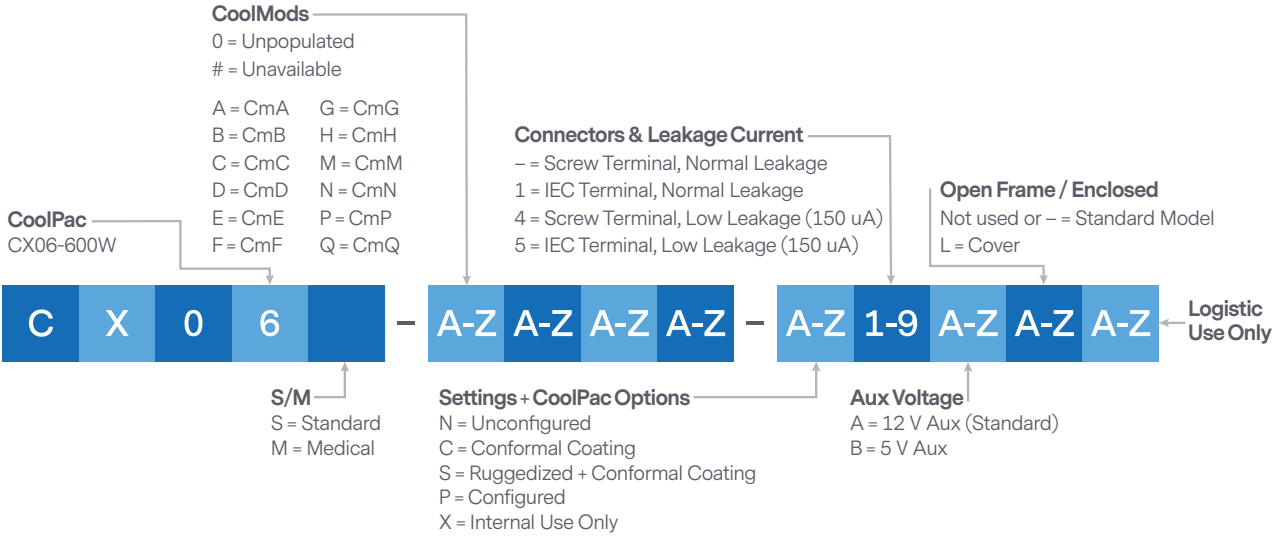 CoolMods
0 = Unpopulated
# = Unavailable
A = CmA G = CmG
B = CmB H = CmH
C = CmC M = CmM
D = CmD N = CmN
E = CmE P = CmP
F = CmF Q = CmQ
CoolPac
CX06-600W
Connectors & Leakage Current
– = Screw Terminal, Normal Leakage
1 = IEC Terminal, Normal Leakage
4 = Screw Terminal, Low Leakage (150 uA)
5 = IEC Terminal, Low Leakage (150 uA)
Open Frame / Enclosed
Not used or – = Standard Model
L = Cover
C X 0 6 – A-Z A-Z A-Z A-Z – A-Z 1-9 A-Z A-Z A-Z
Logistic
Use Only
S/M
S = Standard
M = Medical
Settings + CoolPac Options
N = Unconfigured
C = Conformal Coating
S = Ruggedized + Conformal Coating
P = Configured
X = Internal Use Only
Aux Voltage
A = 12 V Aux (Standard)
B = 5 V Aux